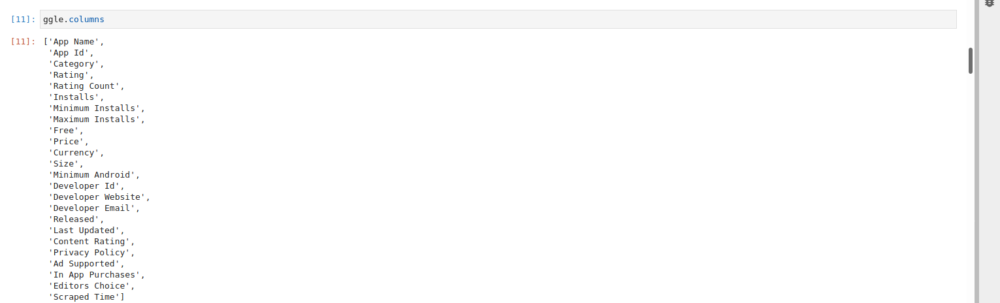 [11]: ggle.columns
[11]: ['App Name',
'App Id',
'Category',
'Rating',
'Rating Count',
'Installs',
'Minimum Installs',
'Maximum Installs',
'Free',
'Price',
'Currency',
'Size',
'Minimum Android',
'Developer Id',
'Developer Website',
'Developer Email',
'Released',
'Last Updated',
'Content Rating',
'Privacy Policy',
'Ad Supported',
'In App Purchases',
'Editors Choice',
'Scraped Time']